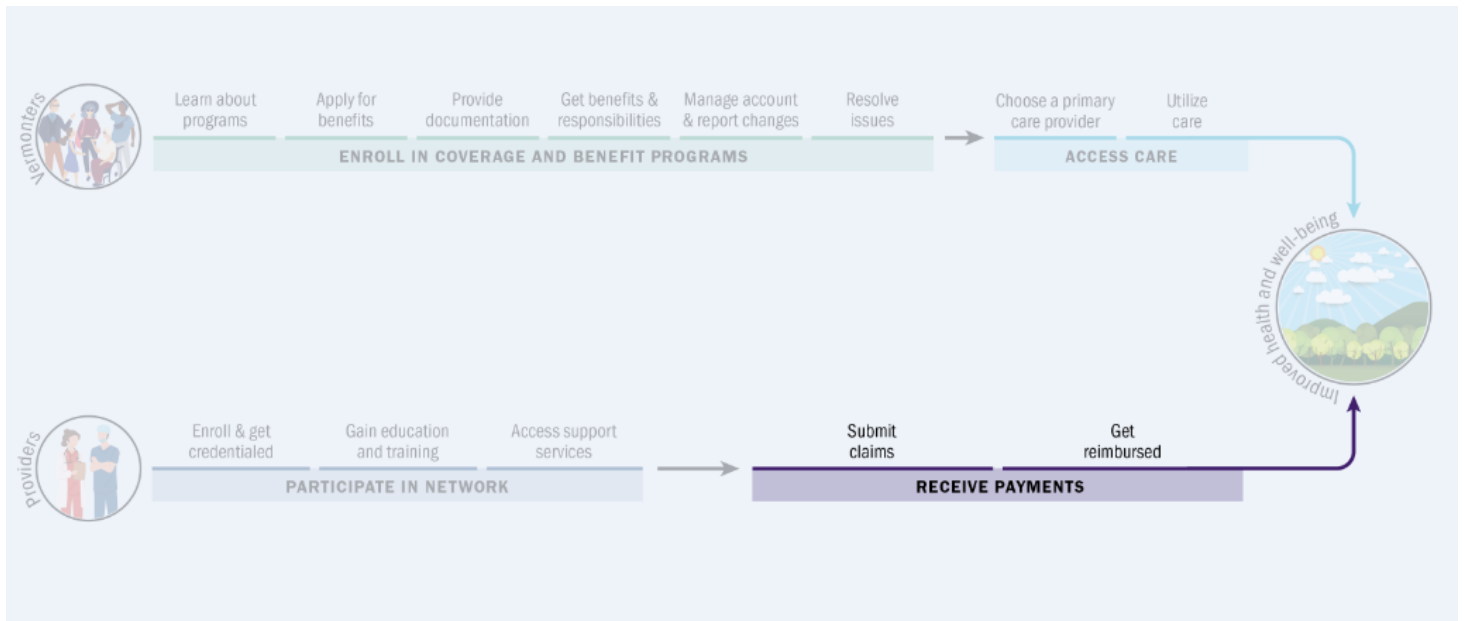 Vermonters
Learn about
programs
Apply for
benefits
Provide
documentation
Get benefits &
responsibilities
Manage account
& report changes
Resolve
issues
ENROLL IN COVERAGE AND BENEFIT PROGRAMS
Choose a primary
care provider
Utilize
care
ACCESS CARE
Improved health and well-being
Providers
Enroll & get
credentialed
Gain education
and training
Access support
services
PARTICIPATE IN NETWORK
Submit
claims
Get
reimbursed
RECEIVE PAYMENTS